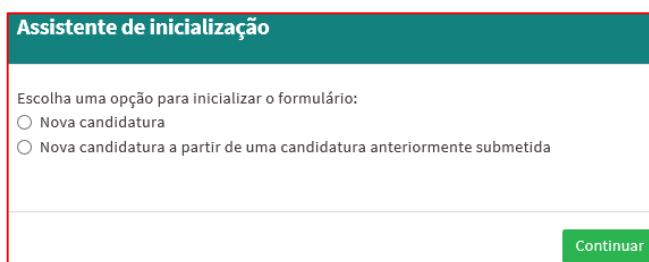 Assistente de inicialização
Escolha uma opção para inicializar o formulário:
Nova candidatura
Nova candidatura a partir de uma candidatura anteriormente submetida
Continuar